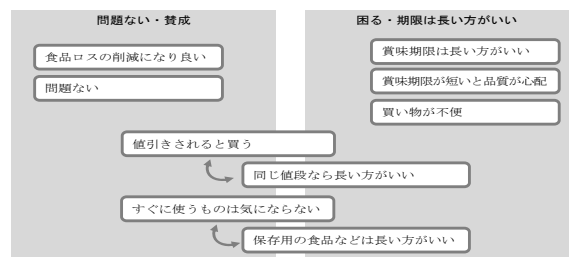 問題ない・賛成
困る・期限は長い方がいい
食品ロスの削減になり良い
問題ない
賞味期限は長い方がいい
賞味期限が短いと品質が心配
買い物が不便
値引きされると買う
同じ値段なら長い方がいい
すぐに使うものは気にならない
保存用の食品などは長い方がいい